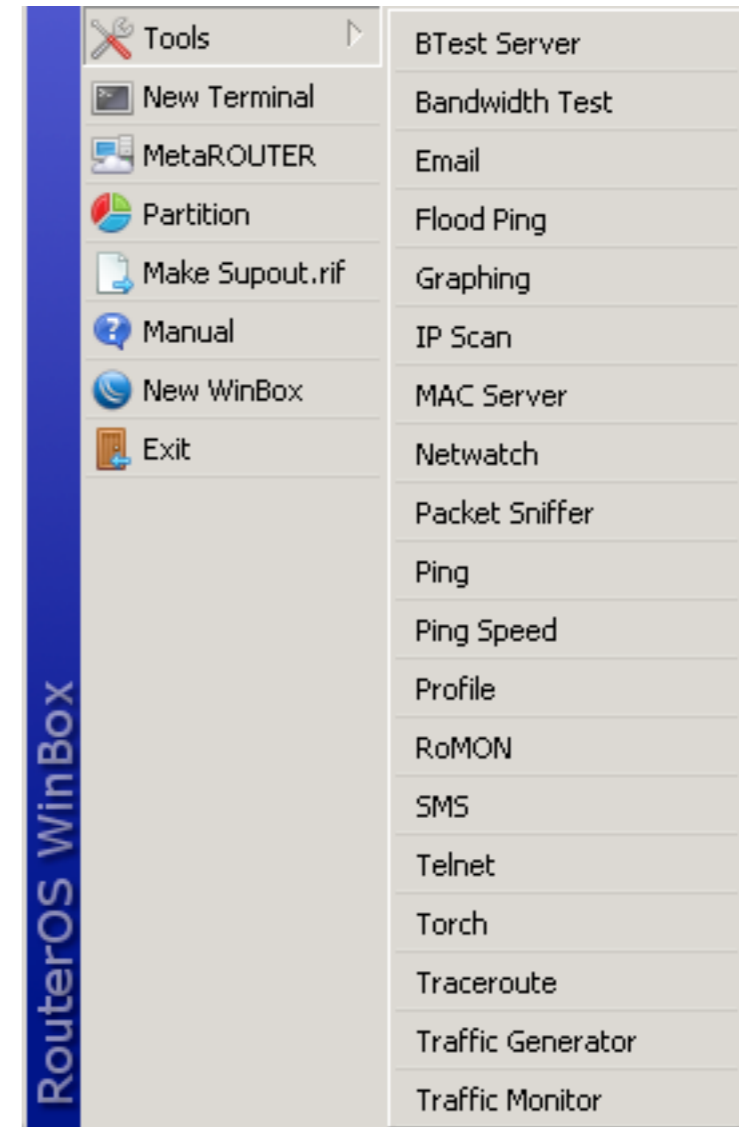 Tools
New Terminal
MetaROUTER
Partition
Make Supout.rif
Manual
New WinBox
Exit
BTest Server
Bandwidth Test
Email
Flood Ping
Graphing
IP Scan
MAC Server
Netwatch
Packet Sniffer
Ping
Ping Speed
Profile
RoMON
SMS
Telnet
Torch
Traceroute
Traffic Generator
Traffic Monitor
RouterOS WinBox